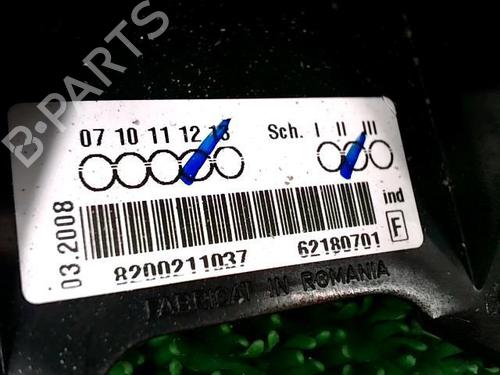 B-PARTS
07 10 11 12 13 Sch. I II III
03.2008
ind
F
8200211037 62180701
FABRICAT IN ROMANIA